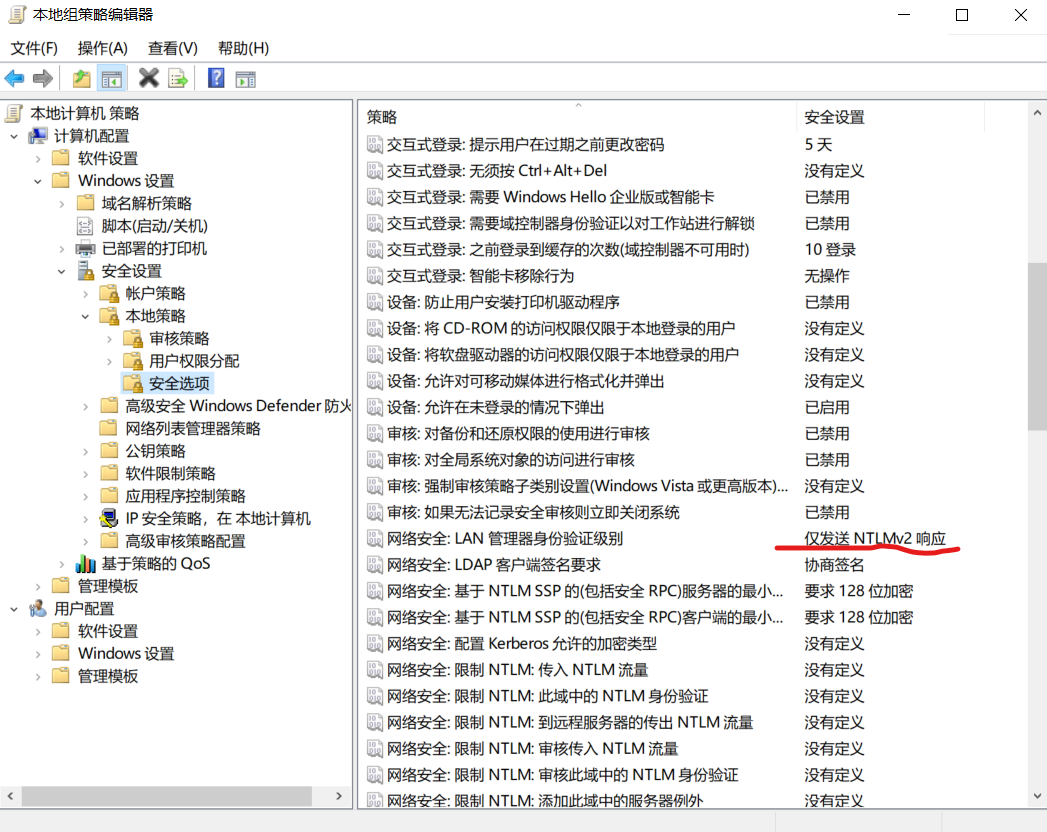 本地组策略编辑器
文件(F) 操作(A) 查看(V) 帮助(H)
本地计算机 策略
计算机配置
软件设置
Windows 设置
域名解析策略
脚本(启动/关机)
已部署的打印机
安全设置
帐户策略
本地策略
审核策略
用户权限分配
安全选项
高级安全 Windows Defender 防火
网络列表管理器策略
公钥策略
软件限制策略
应用程序控制策略
IP 安全策略，在 本地计算机
高级审核策略配置
基于策略的 QoS
管理模板
用户配置
软件设置
Windows 设置
管理模板
策略 安全设置
交互式登录: 提示用户在过期之前更改密码 5 天
交互式登录: 无须按 Ctrl+Alt+Del 没有定义
交互式登录: 需要 Windows Hello 企业版或智能卡 已禁用
交互式登录: 需要域控制器身份验证以对工作站进行解锁 已禁用
交互式登录: 之前登录到缓存的次数(域控制器不可用时) 10 登录
交互式登录: 智能卡移除行为 无操作
设备: 防止用户安装打印机驱动程序 已禁用
设备: 将 CD-ROM 的访问权限仅限于本地登录的用户 没有定义
设备: 将软盘驱动器的访问权限仅限于本地登录的用户 没有定义
设备: 允许对可移动媒体进行格式化并弹出 没有定义
设备: 允许在未登录的情况下弹出 已启用
审核: 对备份和还原权限的使用进行审核 已禁用
审核: 对全局系统对象的访问进行审核 已禁用
审核: 强制审核策略子类别设置(Windows Vista 或更高版本)... 没有定义
审核: 如果无法记录安全审核则立即关闭系统 已禁用
网络安全: LAN 管理器身份验证级别 仅发送 NTLMv2 响应
网络安全: LDAP 客户端签名要求 协商签名
网络安全: 基于 NTLM SSP 的(包括安全 RPC)服务器的最小... 要求 128 位加密
网络安全: 基于 NTLM SSP 的(包括安全 RPC)客户端的最小... 要求 128 位加密
网络安全: 配置 Kerberos 允许的加密类型 没有定义
网络安全: 限制 NTLM: 传入 NTLM 流量 没有定义
网络安全: 限制 NTLM: 此域中的 NTLM 身份验证 没有定义
网络安全: 限制 NTLM: 到远程服务器的传出 NTLM 流量 没有定义
网络安全: 限制 NTLM: 审核传入 NTLM 流量 没有定义
网络安全: 限制 NTLM: 审核此域中的 NTLM 身份验证 没有定义
网络安全: 限制 NTLM: 添加此域中的服务器例外 没有定义